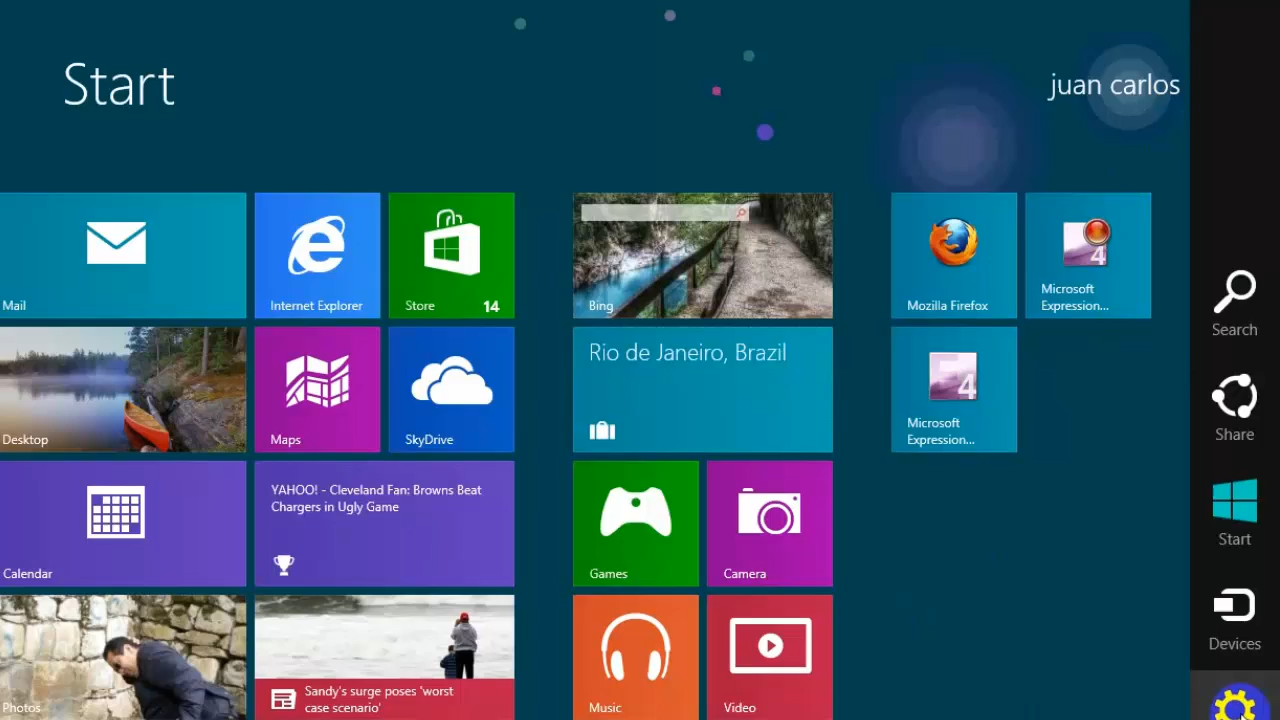 Start
juan carlos
Mail
Internet Explorer
Store
14
Bing
Mozilla Firefox
Microsoft
Expression...
4
Desktop
Maps
SkyDrive
Rio de Janeiro, Brazil
Microsoft
Expression...
4
Calendar
YAHOO! - Cleveland Fan: Browns Beat
Chargers in Ugly Game
Games
Camera
Photos
Sandy's surge poses 'worst
case scenario'
Music
Video
Search
Share
Start
Devices